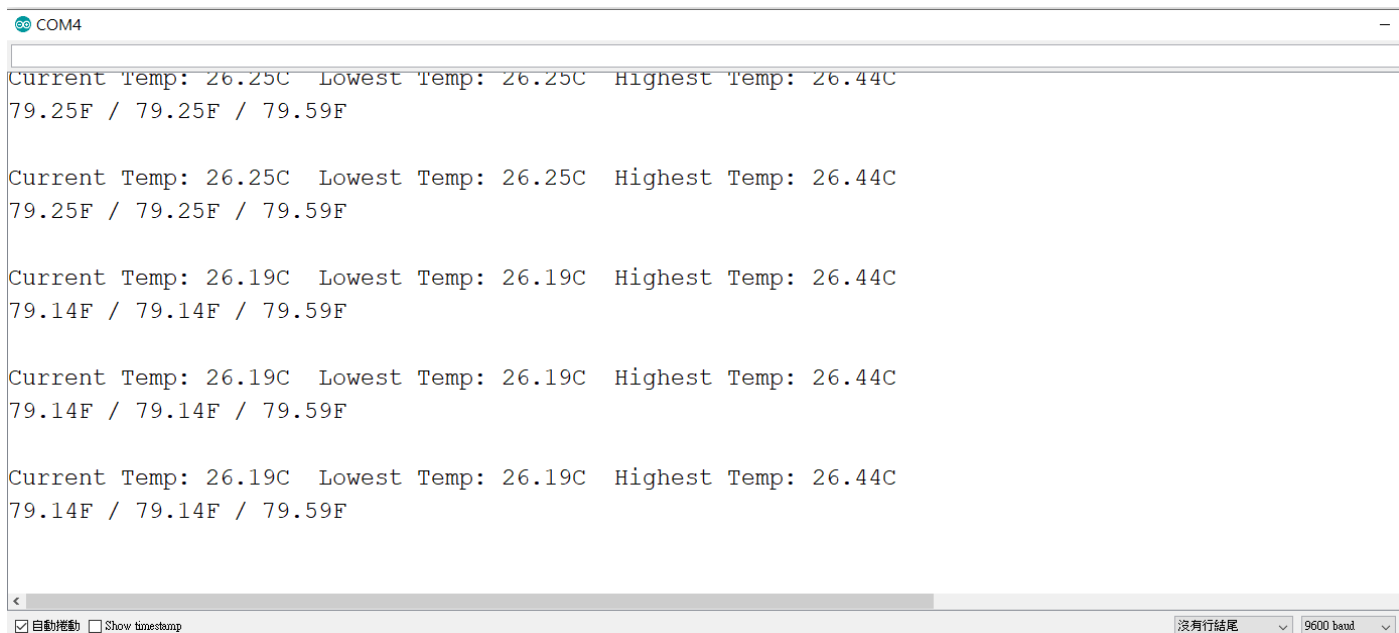 COM4
Current Temp: 26.25C  Lowest Temp: 26.25C  Highest Temp: 26.44C
79.25F / 79.25F / 79.59F
Current Temp: 26.25C  Lowest Temp: 26.25C  Highest Temp: 26.44C
79.25F / 79.25F / 79.59F
Current Temp: 26.19C  Lowest Temp: 26.19C  Highest Temp: 26.44C
79.14F / 79.14F / 79.59F
Current Temp: 26.19C  Lowest Temp: 26.19C  Highest Temp: 26.44C
79.14F / 79.14F / 79.59F
Current Temp: 26.19C  Lowest Temp: 26.19C  Highest Temp: 26.44C
79.14F / 79.14F / 79.59F
自動捲動 Show timestamp 沒有行結尾 9600 baud